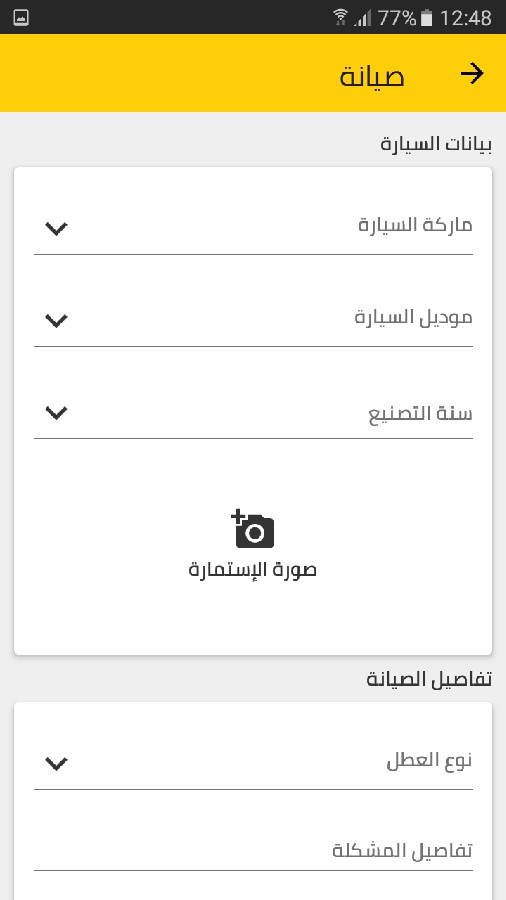 77% 12:48
صيانة
بيانات السيارة
ماركة السيارة
موديل السيارة
سنة التصنيع
صورة الإستمارة
تفاصيل الصيانة
نوع العطل
تفاصيل المشكلة